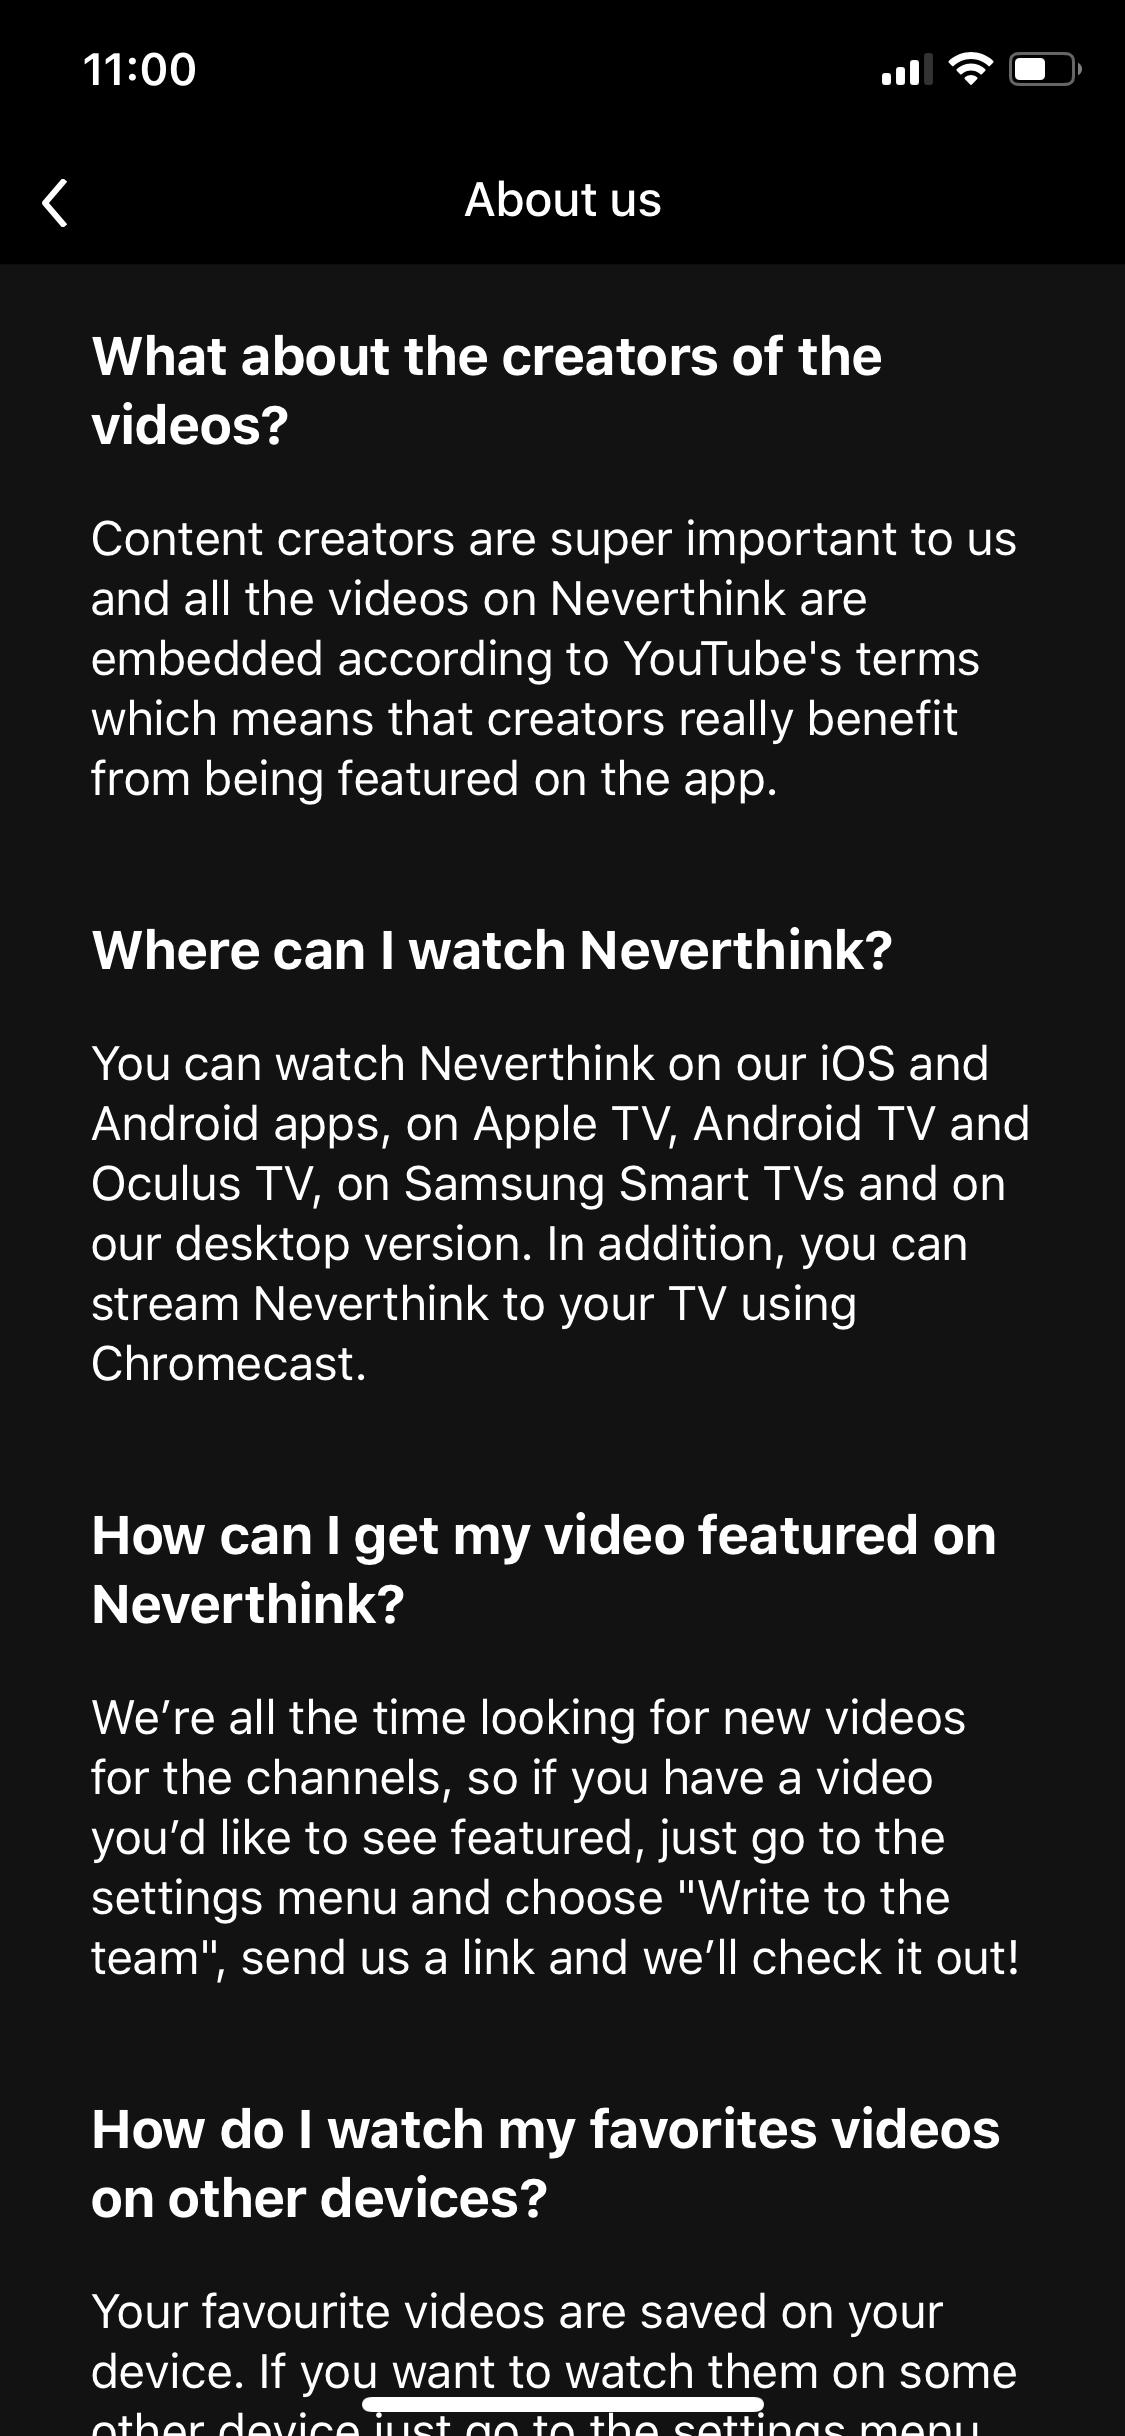 11:00
About us
What about the creators of the
videos?
Content creators are super important to us
and all the videos on Neverthink are
embedded according to YouTube's terms
which means that creators really benefit
from being featured on the app.
Where can I watch Neverthink?
You can watch Neverthink on our iOS and
Android apps, on Apple TV, Android TV and
Oculus TV, on Samsung Smart TVs and on
our desktop version. In addition, you can
stream Neverthink to your TV using
Chromecast.
How can I get my video featured on
Neverthink?
We’re all the time looking for new videos
for the channels, so if you have a video
you’d like to see featured, just go to the
settings menu and choose "Write to the
team", send us a link and we’ll check it out!
How do I watch my favorites videos
on other devices?
Your favourite videos are saved on your
device. If you want to watch them on some
other device just go to the settings menu